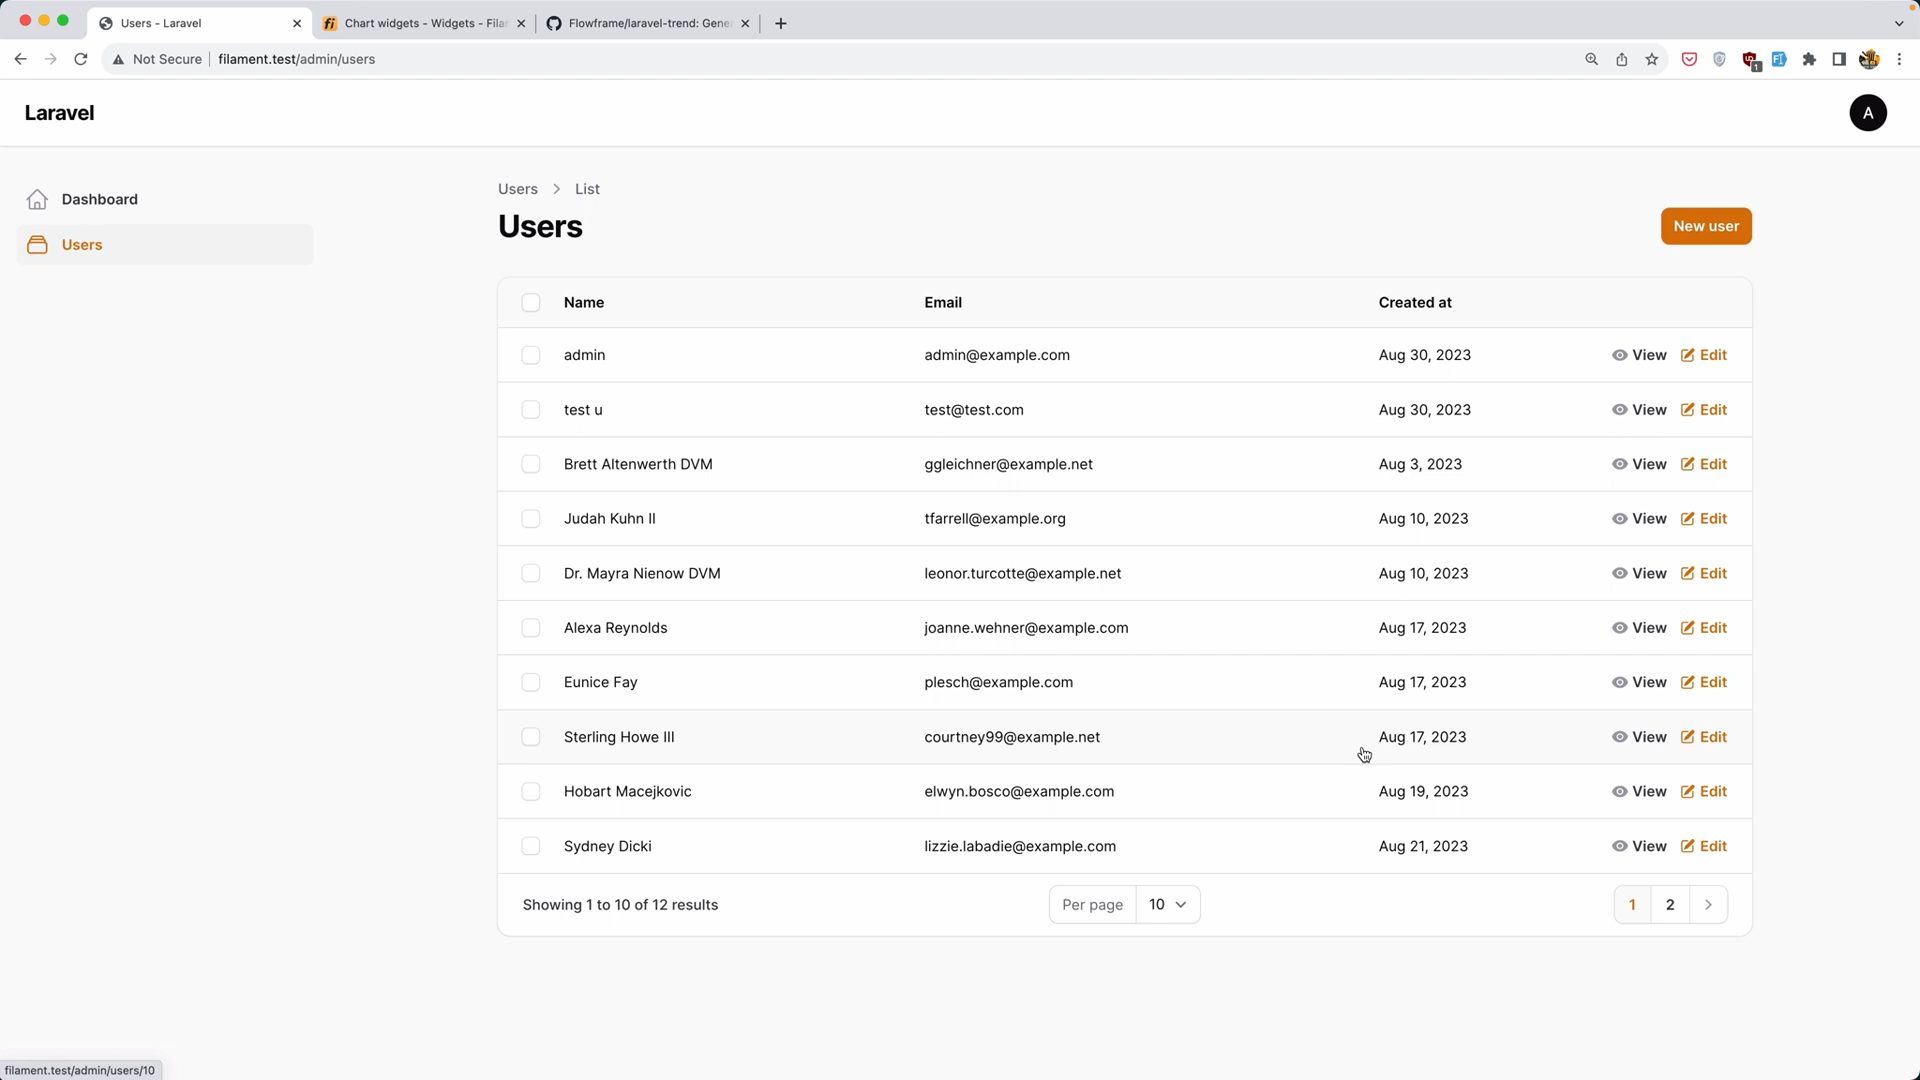 Users - Laravel
Chart widgets - Widgets - Fila
Flowframe/laravel-trend: Gene
Not Secure filament.test/admin/users
1
Laravel
A
Dashboard
Users
Users List
Users
New user
Name Email Created at
admin admin@example.com Aug 30, 2023 View Edit
test u test@test.com Aug 30, 2023 View Edit
Brett Altenwerth DVM ggleichner@example.net Aug 3, 2023 View Edit
Judah Kuhn II tfarrell@example.org Aug 10, 2023 View Edit
Dr. Mayra Nienow DVM leonor.turcotte@example.net Aug 10, 2023 View Edit
Alexa Reynolds joanne.wehner@example.com Aug 17, 2023 View Edit
Eunice Fay plesch@example.com Aug 17, 2023 View Edit
Sterling Howe III courtney99@example.net Aug 17, 2023 View Edit
Hobart Macejkovic elwyn.bosco@example.com Aug 19, 2023 View Edit
Sydney Dicki lizzie.labadie@example.com Aug 21, 2023 View Edit
Showing 1 to 10 of 12 results Per page 10 1 2
filament.test/admin/users/10